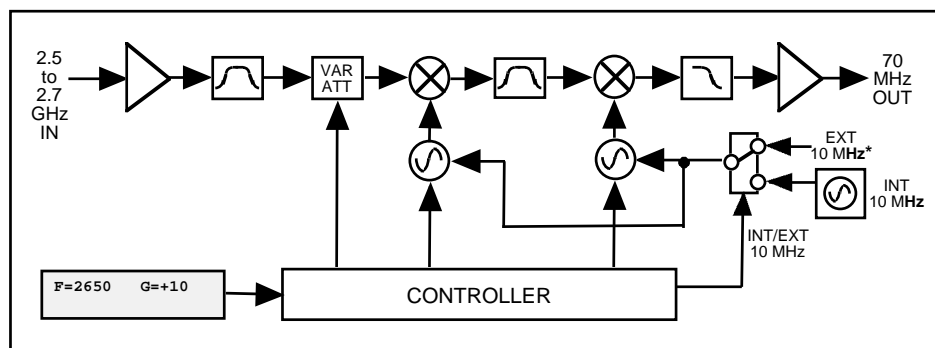 2.5
to
2.7
GHz
IN
VAR
ATT
70
MHz
OUT
EXT
10 MHz*
INT
10 MHz
INT/EXT
10 MHz
F=2650 G=+10
CONTROLLER